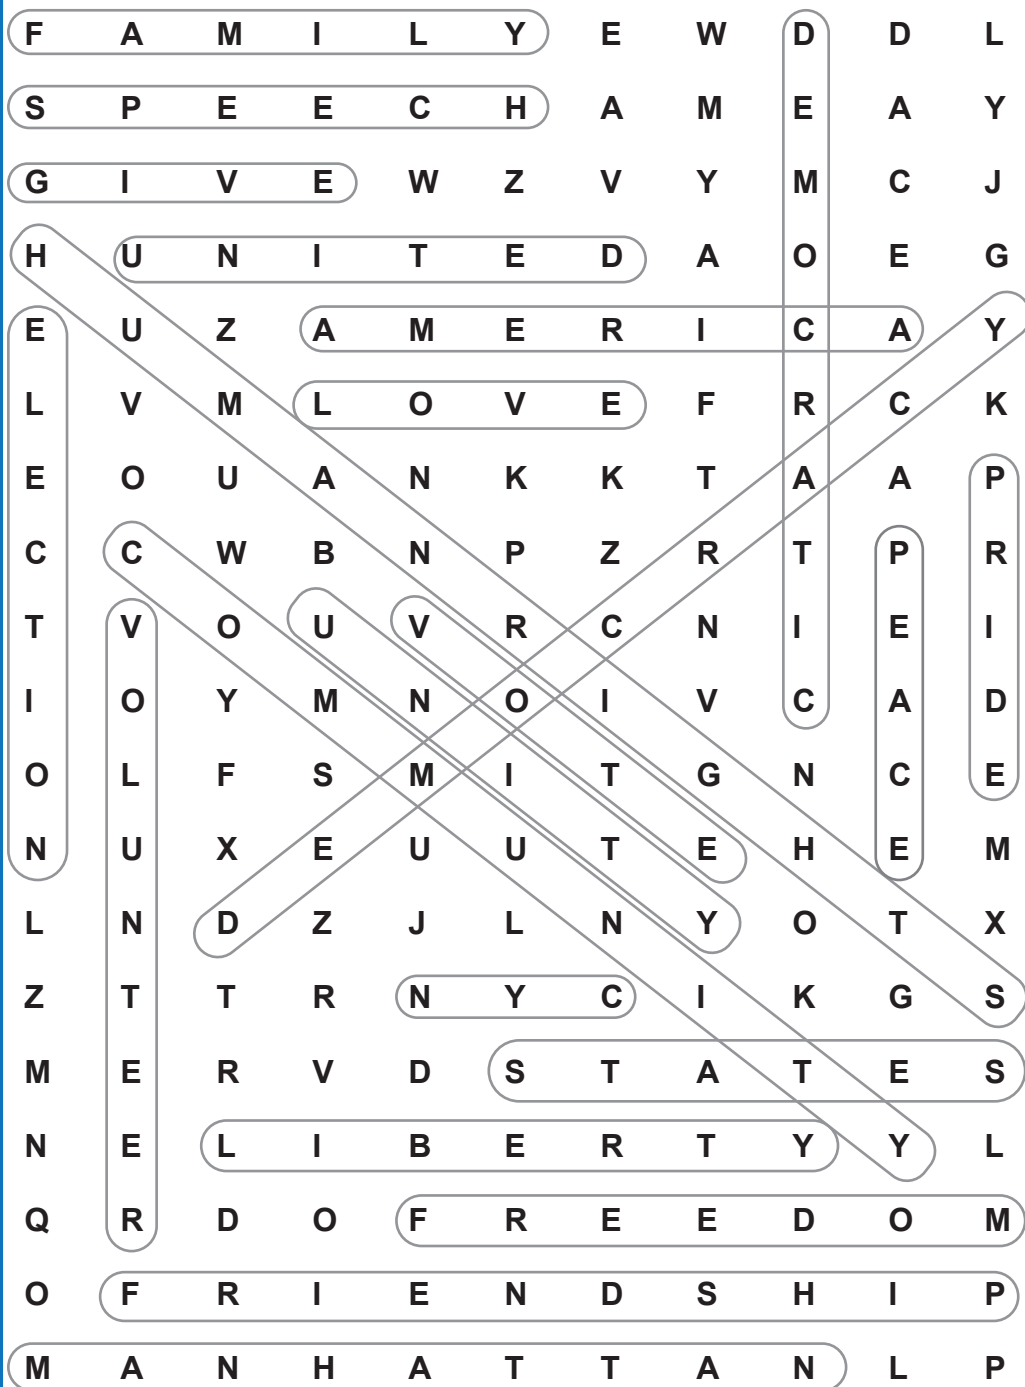 F A M I L Y E W D D L
S P E E C H A M E A Y
G I V E W Z V Y M C J
H U N I T E D A O E G
E U Z A M E R I C A Y
L V M L O V E F R C K
E O U A N K K T A A P
C C W B N P Z R T P R
T V O U V R C N I E I
I O Y M N O I V C A D
O L F S M I T G N C E
N U X E U U T E H E M
L N D Z J L N Y O T X
Z T T R N Y C I K G S
M E R V D S T A T E S
N E L I B E R T Y Y L
Q R D O F R E E D O M
O F R I E N D S H I P
M A N H A T T A N L P